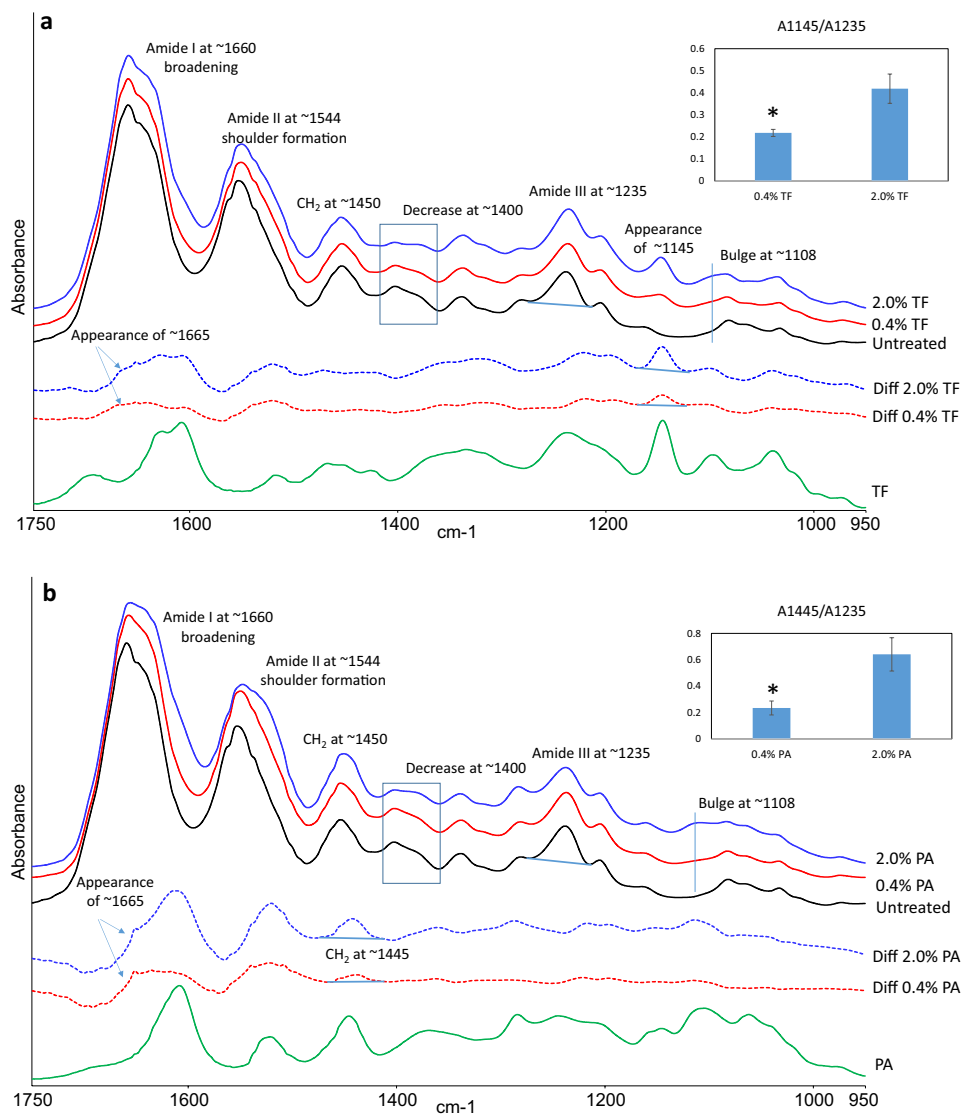 a
A1145/A1235
0.6
0.5
0.4
0.3
0.2
0.1
0
*
0.4% TF
2.0% TF
Amide I at ~1660
broadening
Amide II at ~1544
shoulder formation
CH₂ at ~1450
Decrease at ~1400
Amide III at ~1235
Appearance
of ~1145
Bulge at ~1108
Absorbance
2.0% TF
0.4% TF
Untreated
Appearance of ~1665
Diff 2.0% TF
Diff 0.4% TF
TF
1750
1600
1400
1200
1000
950
cm-1
b
A1445/A1235
0.8
0.6
0.4
0.2
0
*
0.4% PA
2.0% PA
Amide I at ~1660
broadening
Amide II at ~1544
shoulder formation
CH₂ at ~1450
Decrease at ~1400
Amide III at ~1235
Bulge at ~1108
Absorbance
2.0% PA
0.4% PA
Untreated
Appearance
of ~1665
CH₂ at ~1445
Diff 2.0% PA
Diff 0.4% PA
PA
1750
1600
1400
1200
1000
950
cm-1